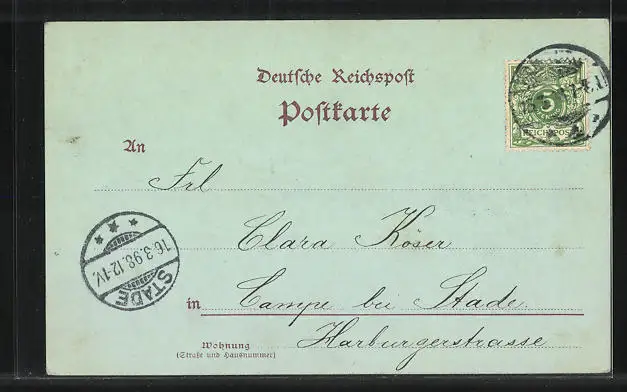 Deutsche Reichspost
Postkarte
5
REICHSPOST
An
Frl
Clara Köser
16.3.98.12-1V.
STADE
in Campe bei Stade
Harburgerstrasse
Wohnung
(Straße und Hausnummer)